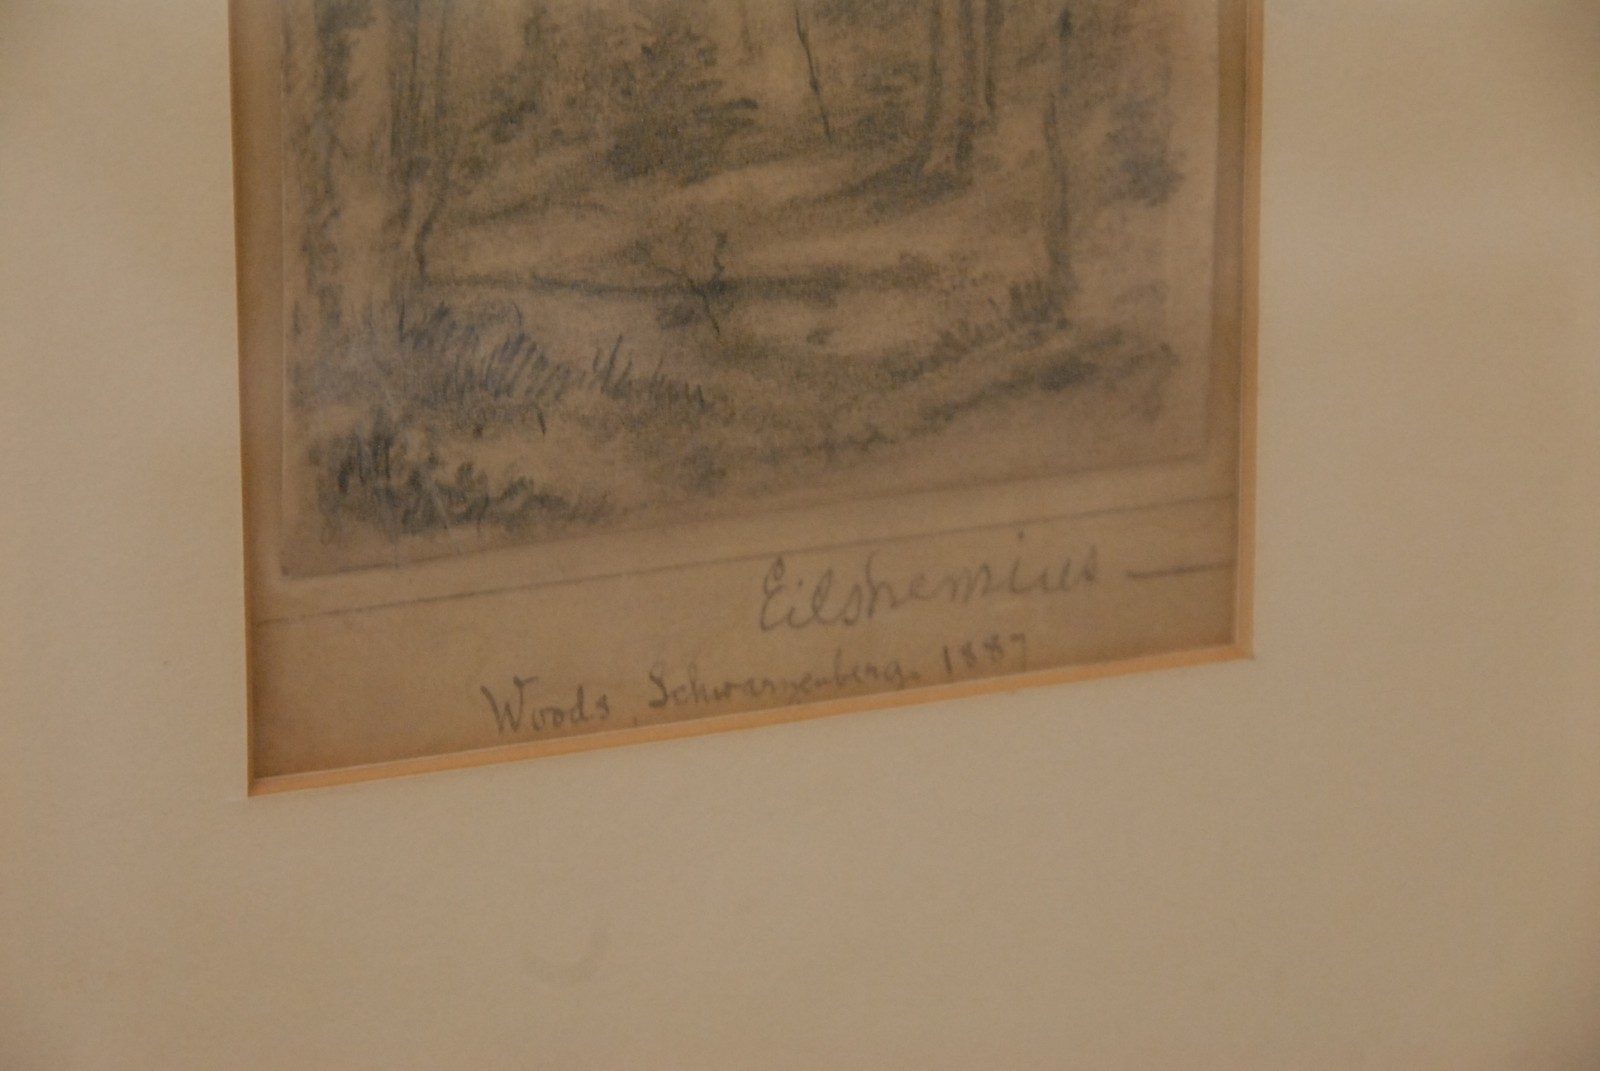 Eilshemius
Woods, Schwarzenberg. 1887